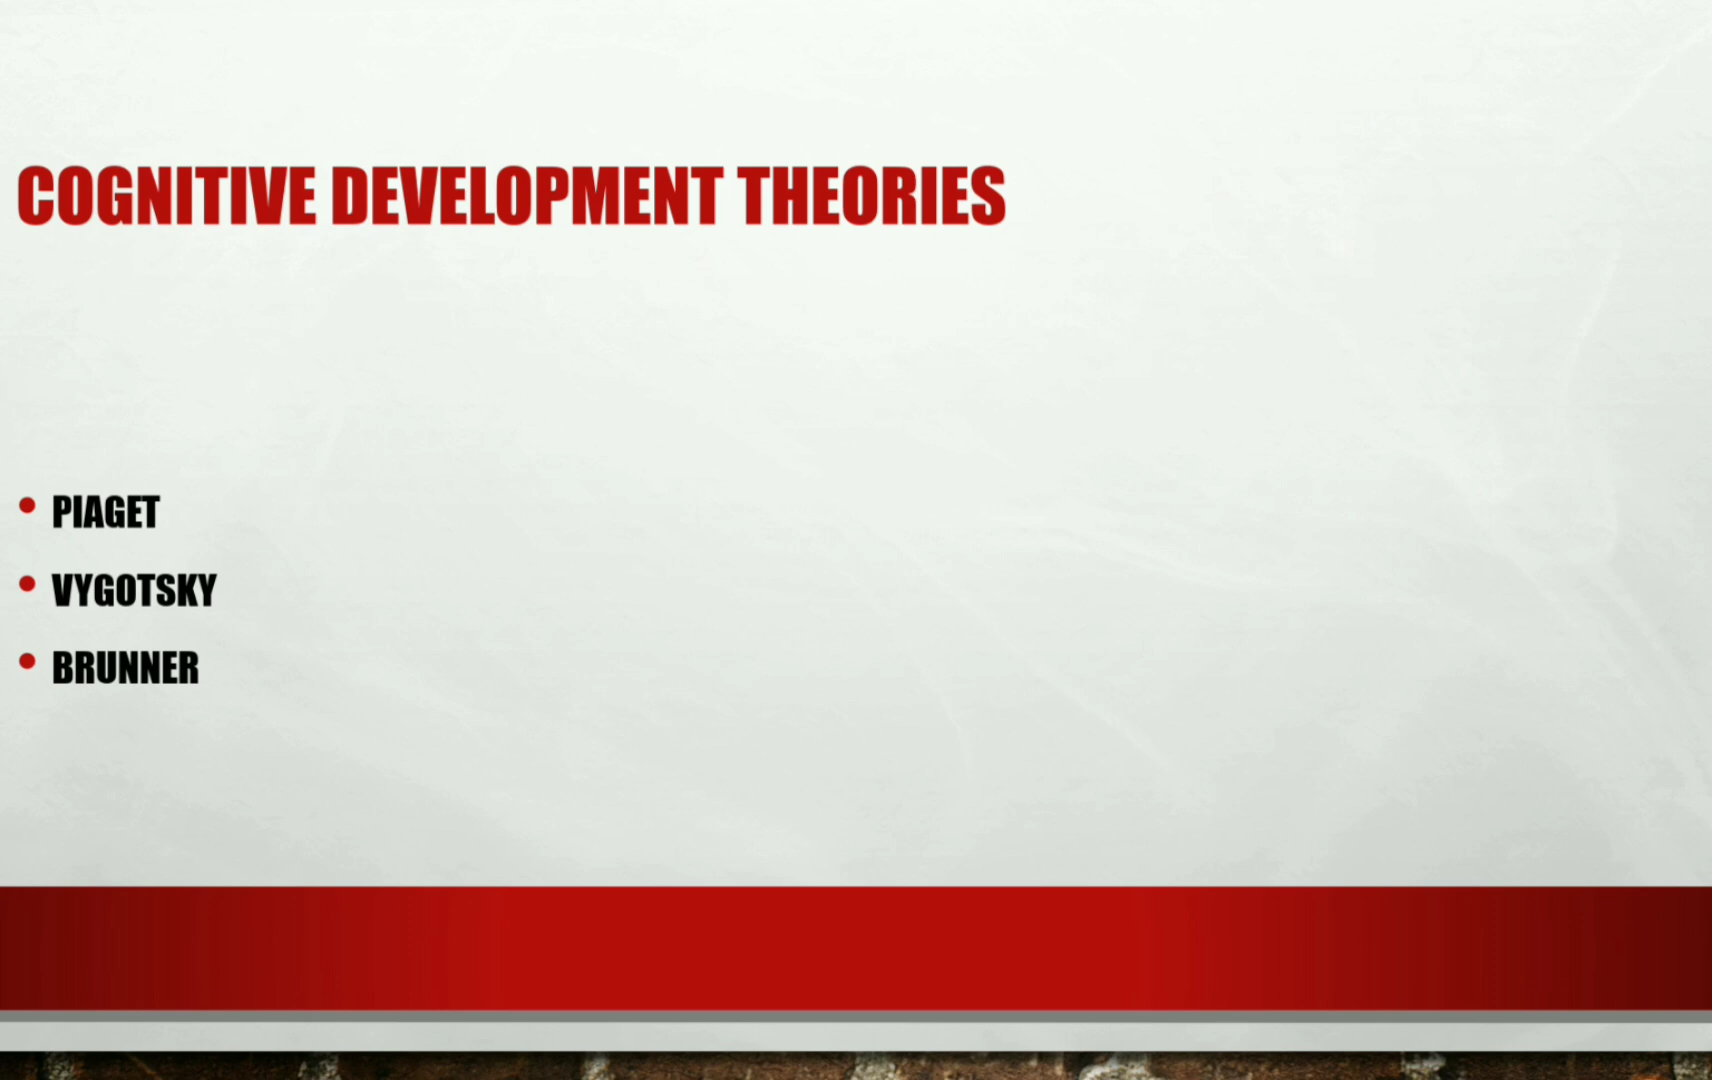 COGNITIVE DEVELOPMENT THEORIES
• PIAGET
• VYGOTSKY
• BRUNNER